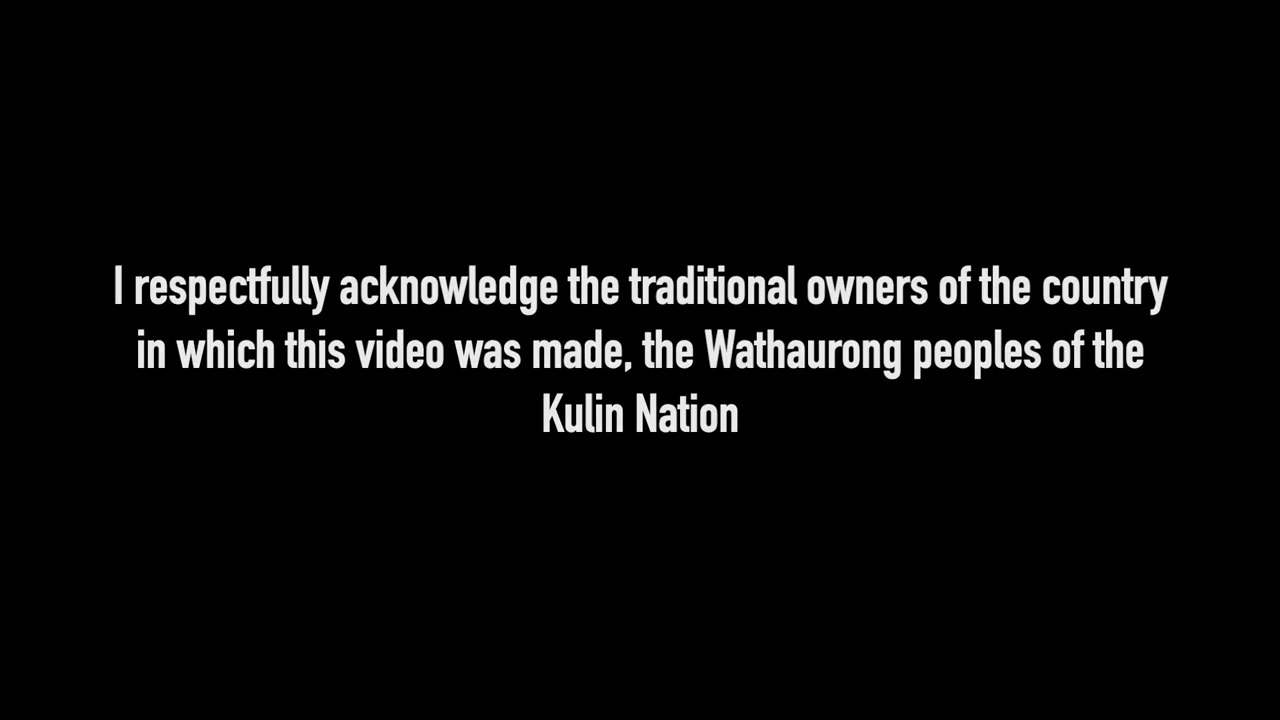 I respectfully acknowledge the traditional owners of the country
in which this video was made, the Wathaurong peoples of the
Kulin Nation